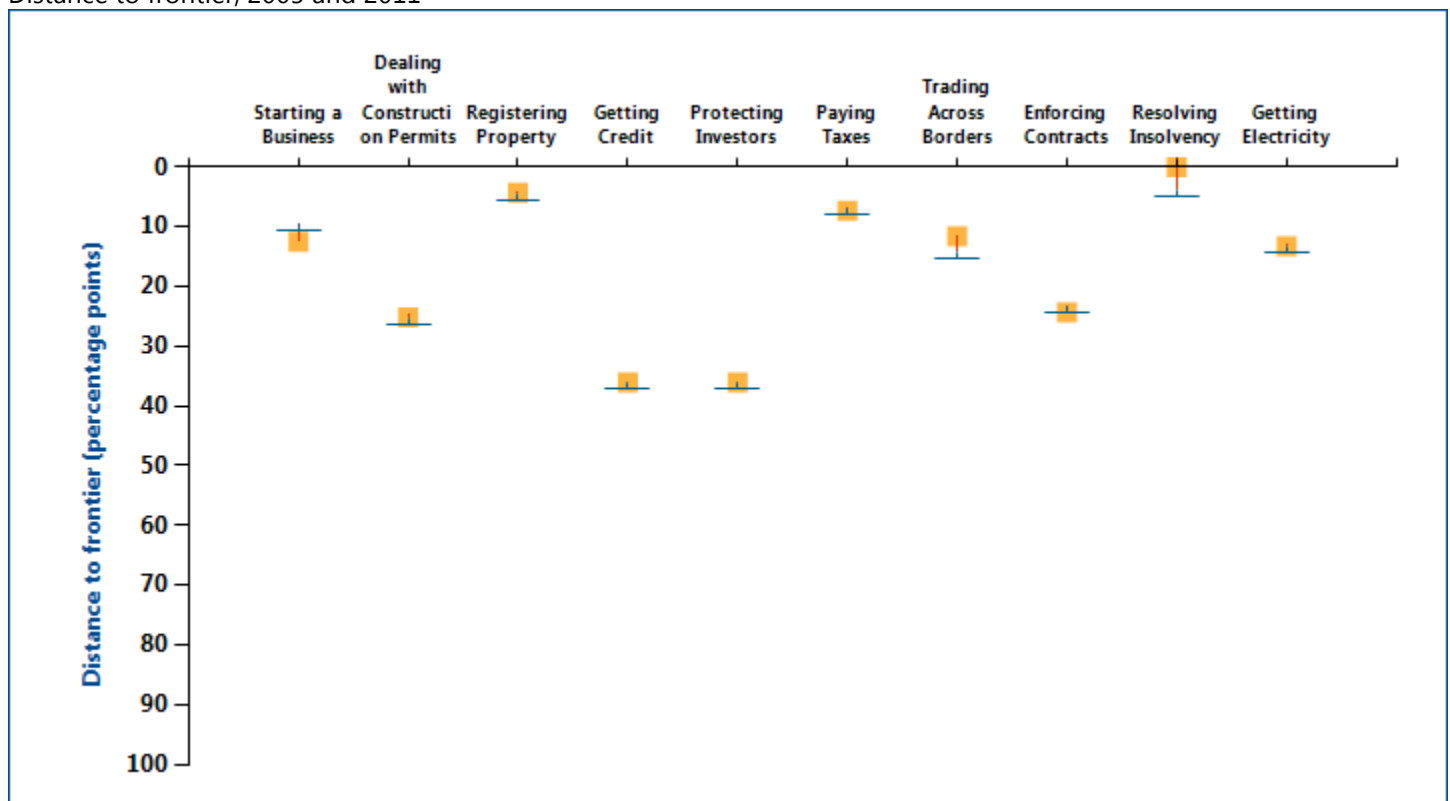 Starting a
Business
Dealing
with
Constructi
on Permits
Registering
Property
Getting
Credit
Protecting
Investors
Paying
Taxes
Trading
Across
Borders
Enforcing
Contracts
Resolving
Insolvency
Getting
Electricity
0
10
20
30
40
50
60
70
80
90
100
Distance to frontier (percentage points)